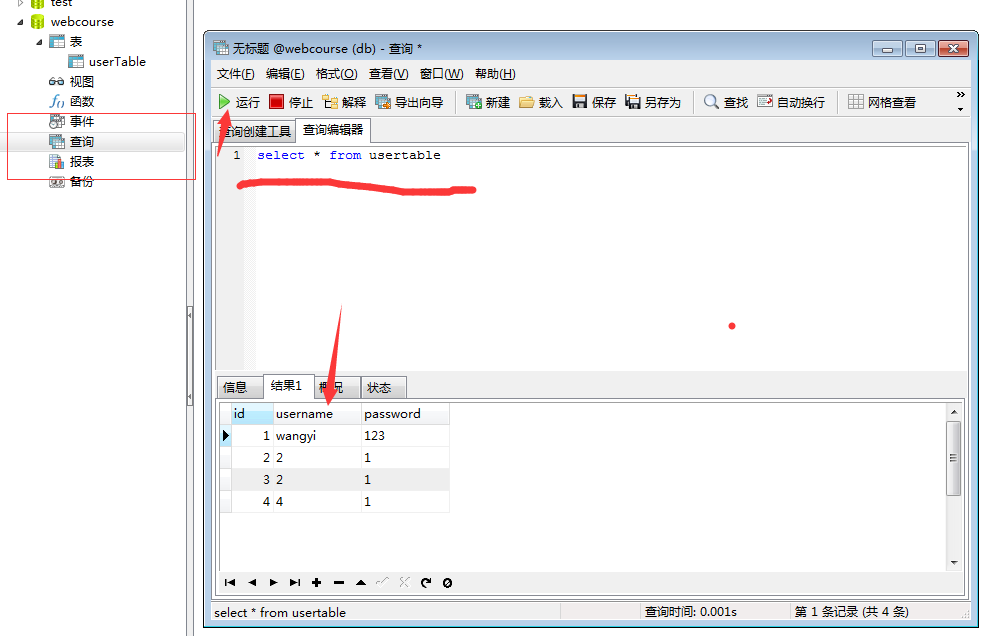 test
webcourse
表
userTable
视图
函数
事件
查询
报表
备份
无标题 @webcourse (db) - 查询 *
文件(F) 编辑(E) 格式(O) 查看(V) 窗口(W) 帮助(H)
运行 停止 解释 导出向导 新建 载入 保存 另存为 查找 自动换行 网格查看 »
查询创建工具 查询编辑器
1 select * from usertable
信息 结果1 概况 状态
id username password
1 wangyi 123
2 2 1
3 2 1
4 4 1
select * from usertable 查询时间: 0.001s 第 1 条记录 (共 4 条)